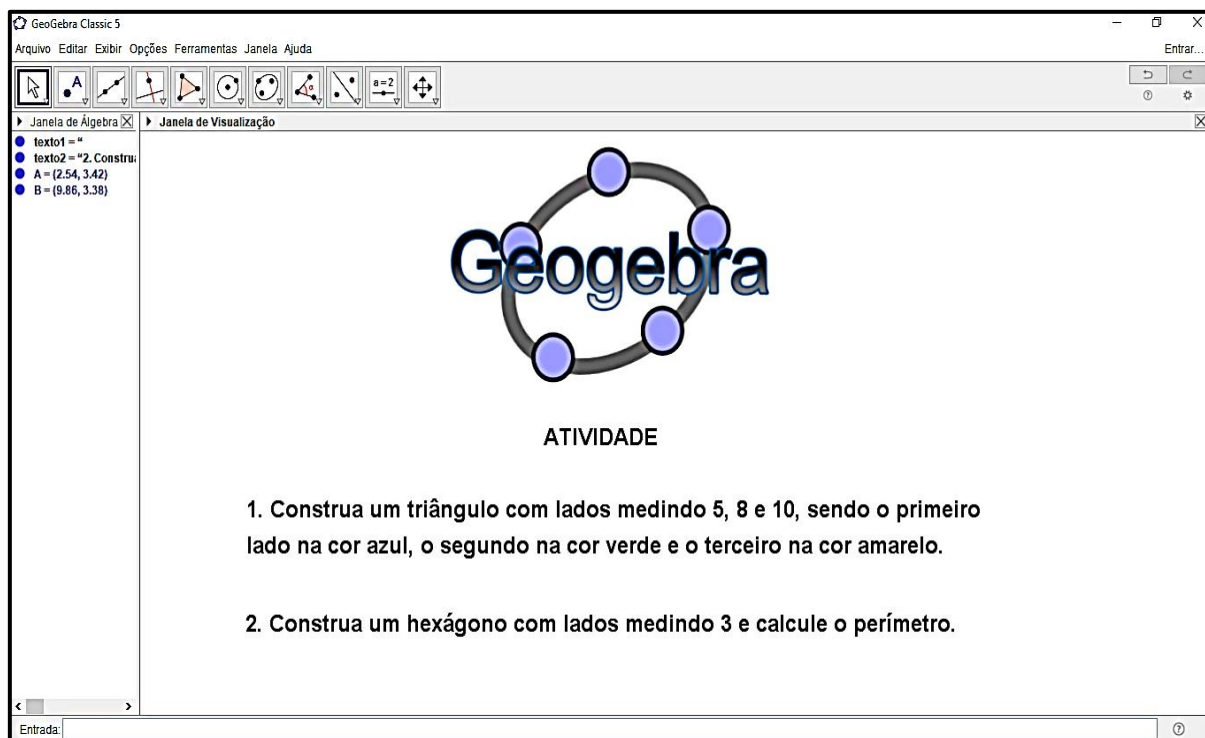 GeoGebra Classic 5
Arquivo Editar Exibir Opções Ferramentas Janela Ajuda
Entrar...
A
α
a=2
Janela de Álgebra
Janela de Visualização
texto1 = “
texto2 = “2. Constru
A = (2.54, 3.42)
B = (9.86, 3.38)
Geogebra
ATIVIDADE
1. Construa um triângulo com lados medindo 5, 8 e 10, sendo o primeiro
lado na cor azul, o segundo na cor verde e o terceiro na cor amarelo.
2. Construa um hexágono com lados medindo 3 e calcule o perímetro.
Entrada: